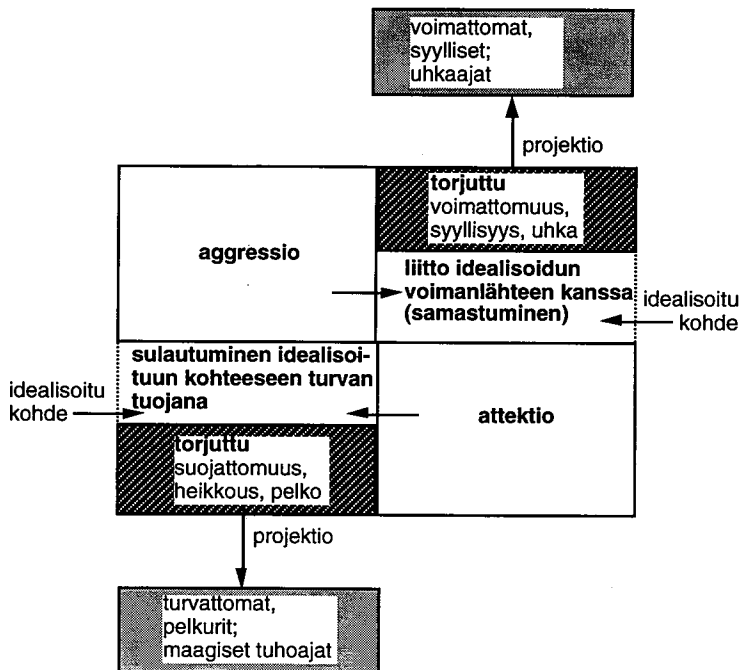 voimattomat,
syylliset;
uhkaajat
projektio
torjuttu
voimattomuus,
syyllisyys, uhka
aggressio
liitto idealisoidun
voimanlähteen kanssa
(samastuminen)
idealisoitu
kohde
sulautuminen idealisoi-
tuun kohteeseen turvan
tuojana
idealisoitu
kohde
attektio
torjuttu
suojattomuus,
heikkous, pelko
projektio
turvattomat,
pelkurit;
maagiset tuhoajat